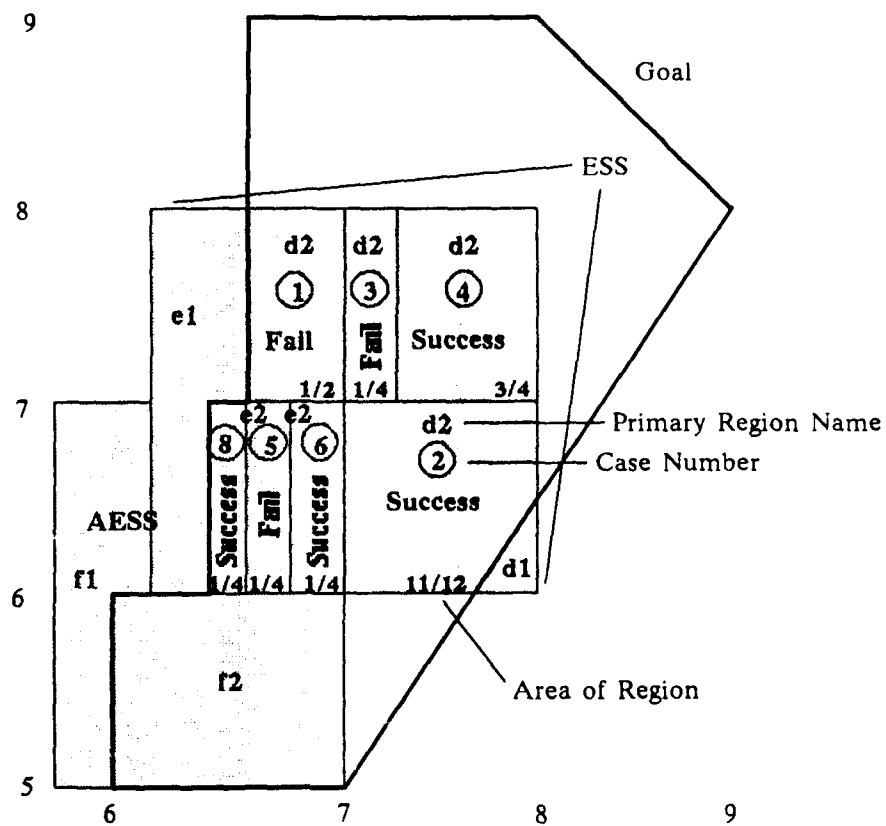 9
Goal
ESS
8
d2 d2 d2
1 3 4
e1
Fail Fail Success
1/2 1/4 3/4
7
e2 e2 d2 Primary Region Name
8 5 6 2 Case Number
Success Fail Success Success
AESS
f1
1/4 1/4 1/4 11/12 d1
6
f2
Area of Region
5
6 7 8 9